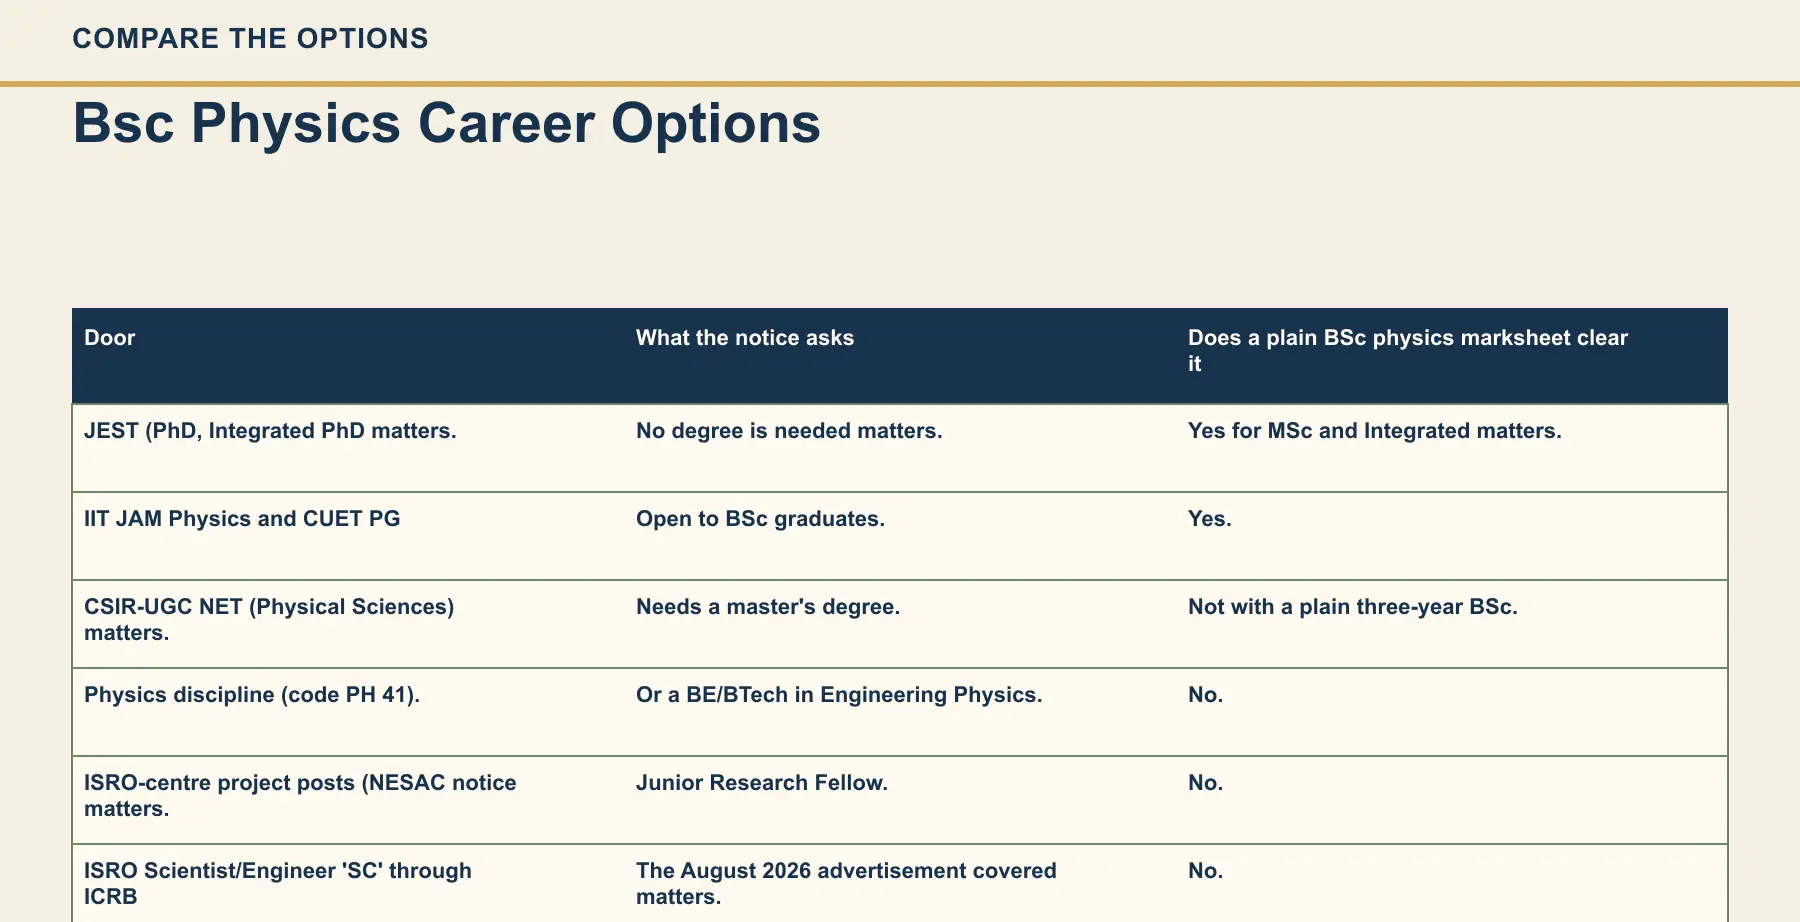 COMPARE THE OPTIONS
Bsc Physics Career Options
Door
What the notice asks
Does a plain BSc physics marksheet clear
it
JEST (PhD, Integrated PhD matters.
No degree is needed matters.
Yes for MSc and Integrated matters.
IIT JAM Physics and CUET PG
Open to BSc graduates.
Yes.
CSIR-UGC NET (Physical Sciences)
matters.
Needs a master's degree.
Not with a plain three-year BSc.
Physics discipline (code PH 41).
Or a BE/BTech in Engineering Physics.
No.
ISRO-centre project posts (NESAC notice
matters.
Junior Research Fellow.
No.
ISRO Scientist/Engineer 'SC' through
ICRB
The August 2026 advertisement covered
matters.
No.